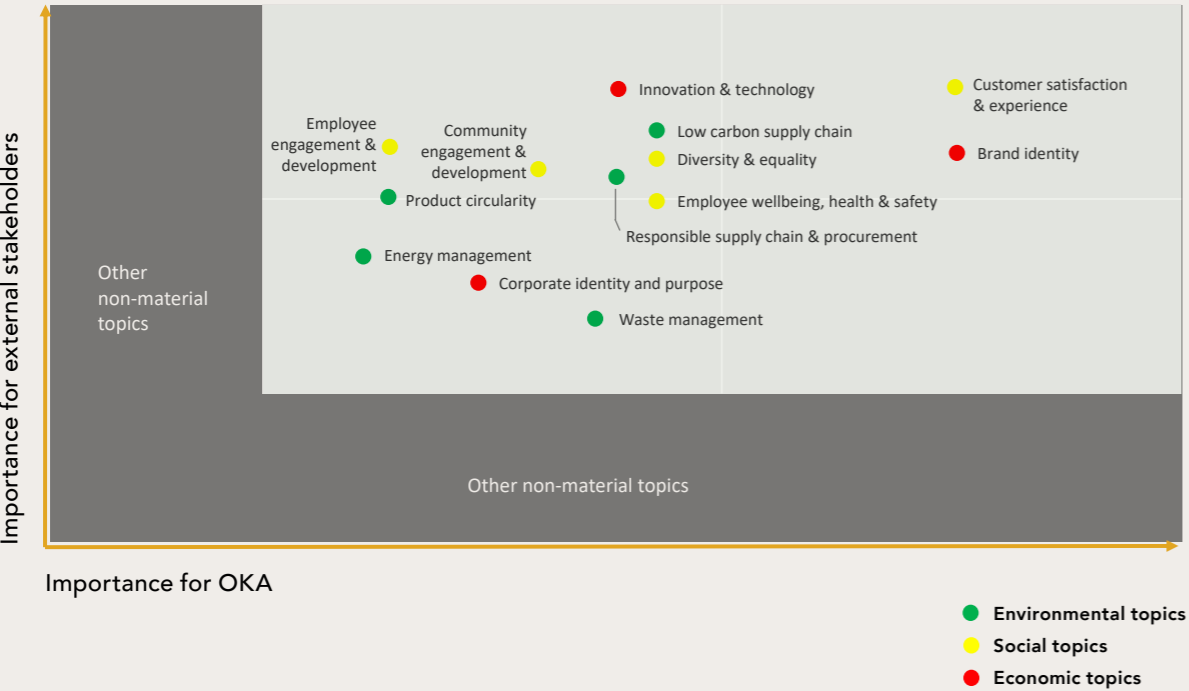 Importance for external stakeholders
Other
non-material
topics
Employee
engagement &
development
Community
engagement &
development
Innovation & technology
Customer satisfaction
& experience
Low carbon supply chain
Brand identity
Diversity & equality
Product circularity
Employee wellbeing, health & safety
Responsible supply chain & procurement
Energy management
Corporate identity and purpose
Waste management
Other non-material topics
Importance for OKA
Environmental topics
Social topics
Economic topics